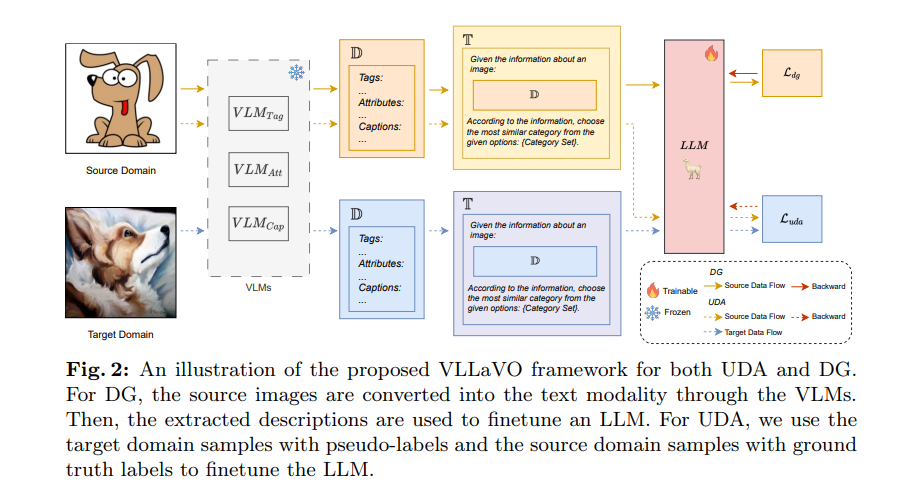 Source Domain
Target Domain
VLM_Tag
VLM_Att
VLM_Cap
VLMs
𝔻
Tags:
...
Attributes:
...
Captions:
...
𝔻
Tags:
...
Attributes:
...
Captions:
...
𝕋
Given the information about an
image:
𝔻
According to the information, choose
the most similar category from the
given options: {Category Set}.
𝕋
Given the information about an
image:
𝔻
According to the information, choose
the most similar category from the
given options: {Category Set}.
LLM
ℒ_dg
ℒ_uda
DG
Trainable
Source Data Flow
Backward
UDA
Frozen
Source Data Flow
Backward
Target Data Flow
Fig. 2: An illustration of the proposed VLLaVO framework for both UDA and DG.
For DG, the source images are converted into the text modality through the VLMs.
Then, the extracted descriptions are used to finetune an LLM. For UDA, we use the
target domain samples with pseudo-labels and the source domain samples with ground
truth labels to finetune the LLM.